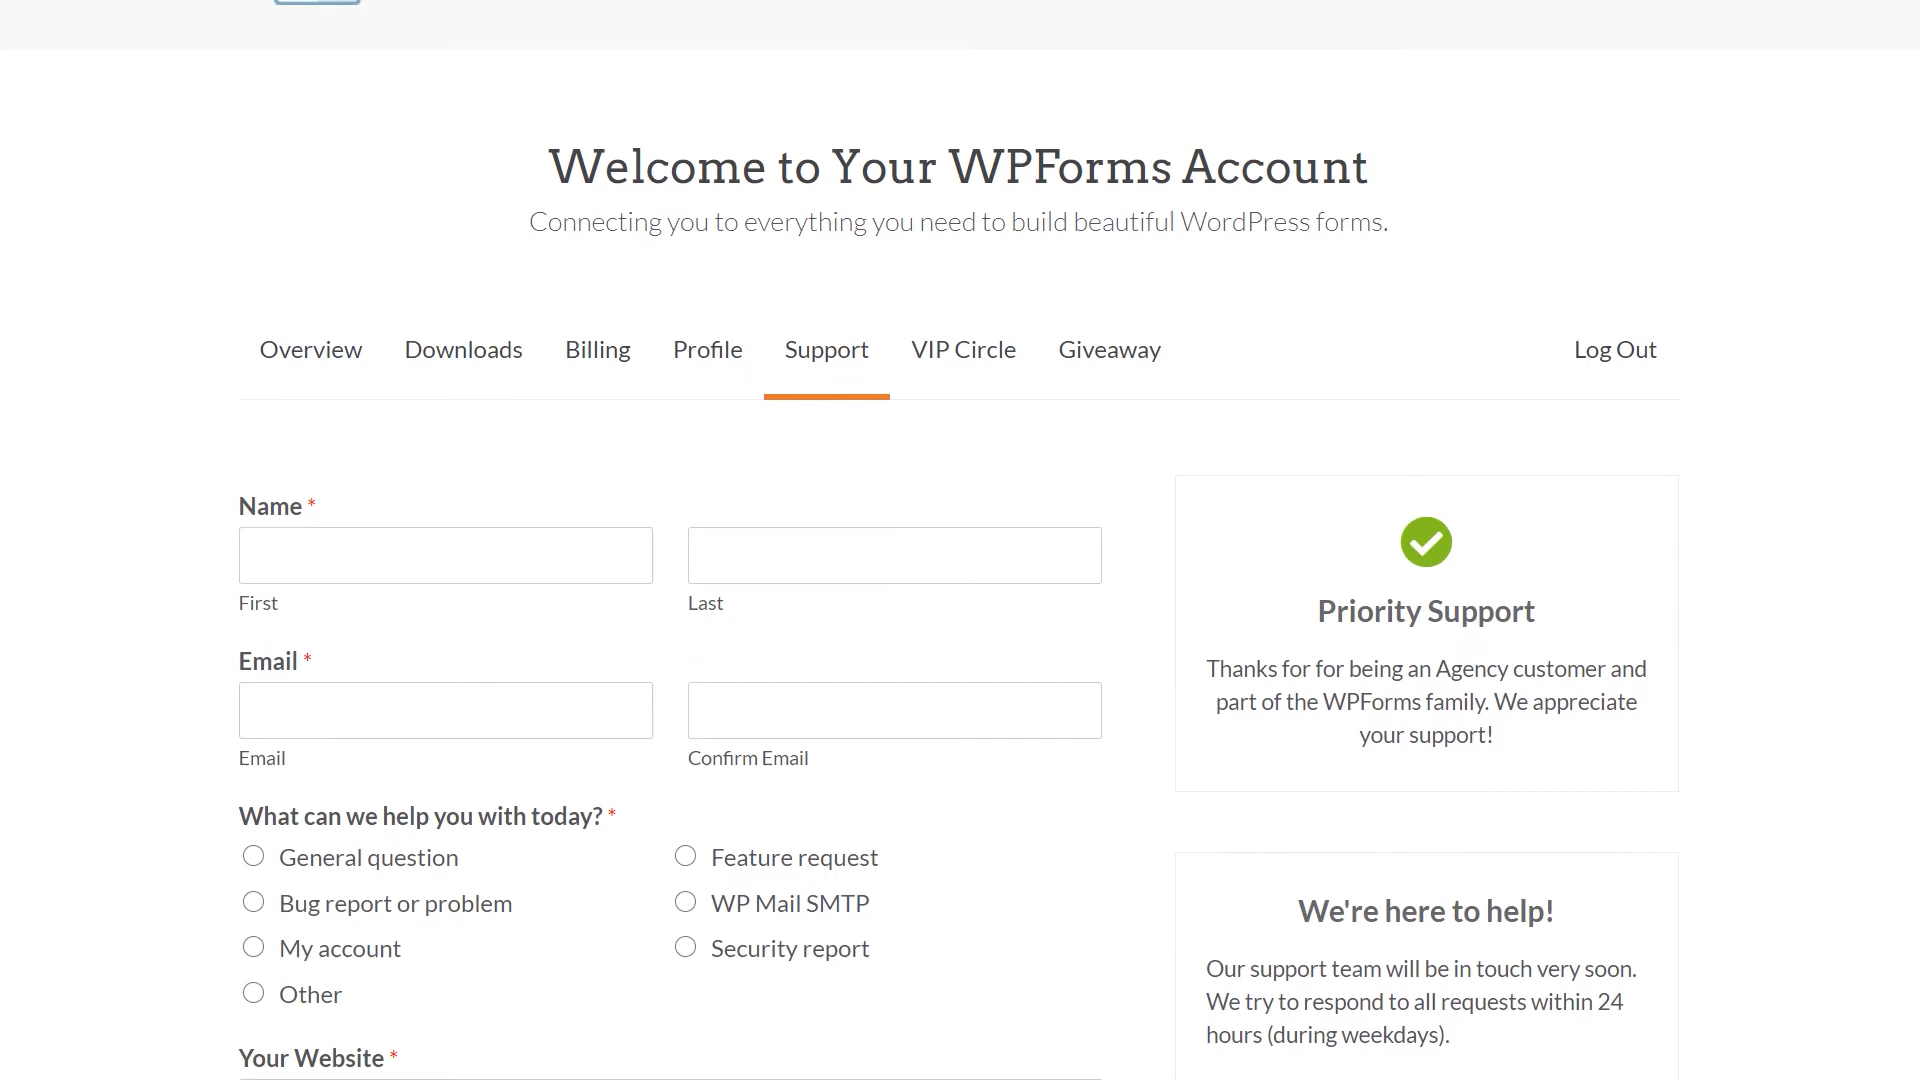 Welcome to Your WPForms Account
Connecting you to everything you need to build beautiful WordPress forms.
Overview Downloads Billing Profile Support VIP Circle Giveaway Log Out
Name *
First Last
Email *
Email Confirm Email
What can we help you with today? *
General question Feature request
Bug report or problem WP Mail SMTP
My account Security report
Other
Your Website *
Priority Support
Thanks for for being an Agency customer and
part of the WPForms family. We appreciate
your support!
We're here to help!
Our support team will be in touch very soon.
We try to respond to all requests within 24
hours (during weekdays).